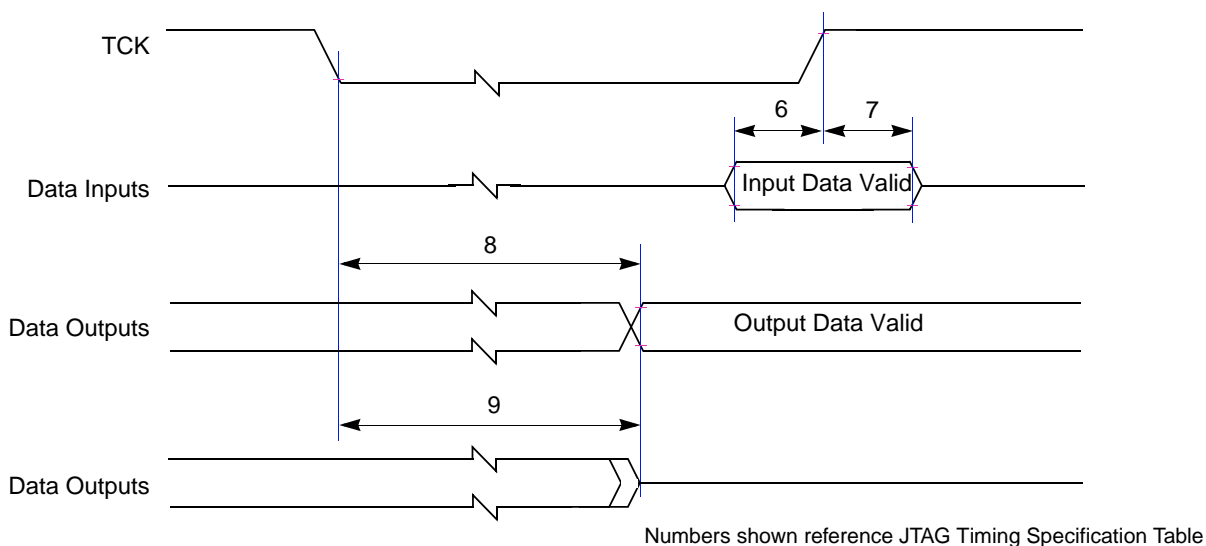 TCK
6
7
Data Inputs
Input Data Valid
8
Data Outputs
Output Data Valid
9
Data Outputs
Numbers shown reference JTAG Timing Specification Table